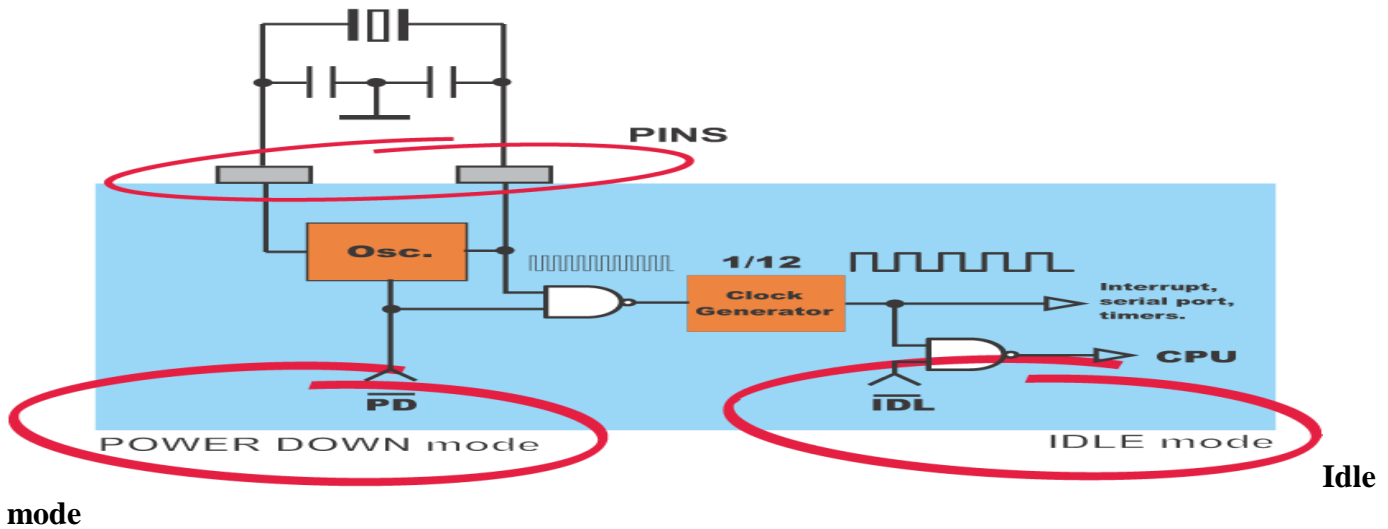 PINS
Osc.
1/12
Clock
Generator
Interrupt,
serial port,
timers.
CPU
PD
IDL
POWER DOWN mode
IDLE mode
Idle
mode